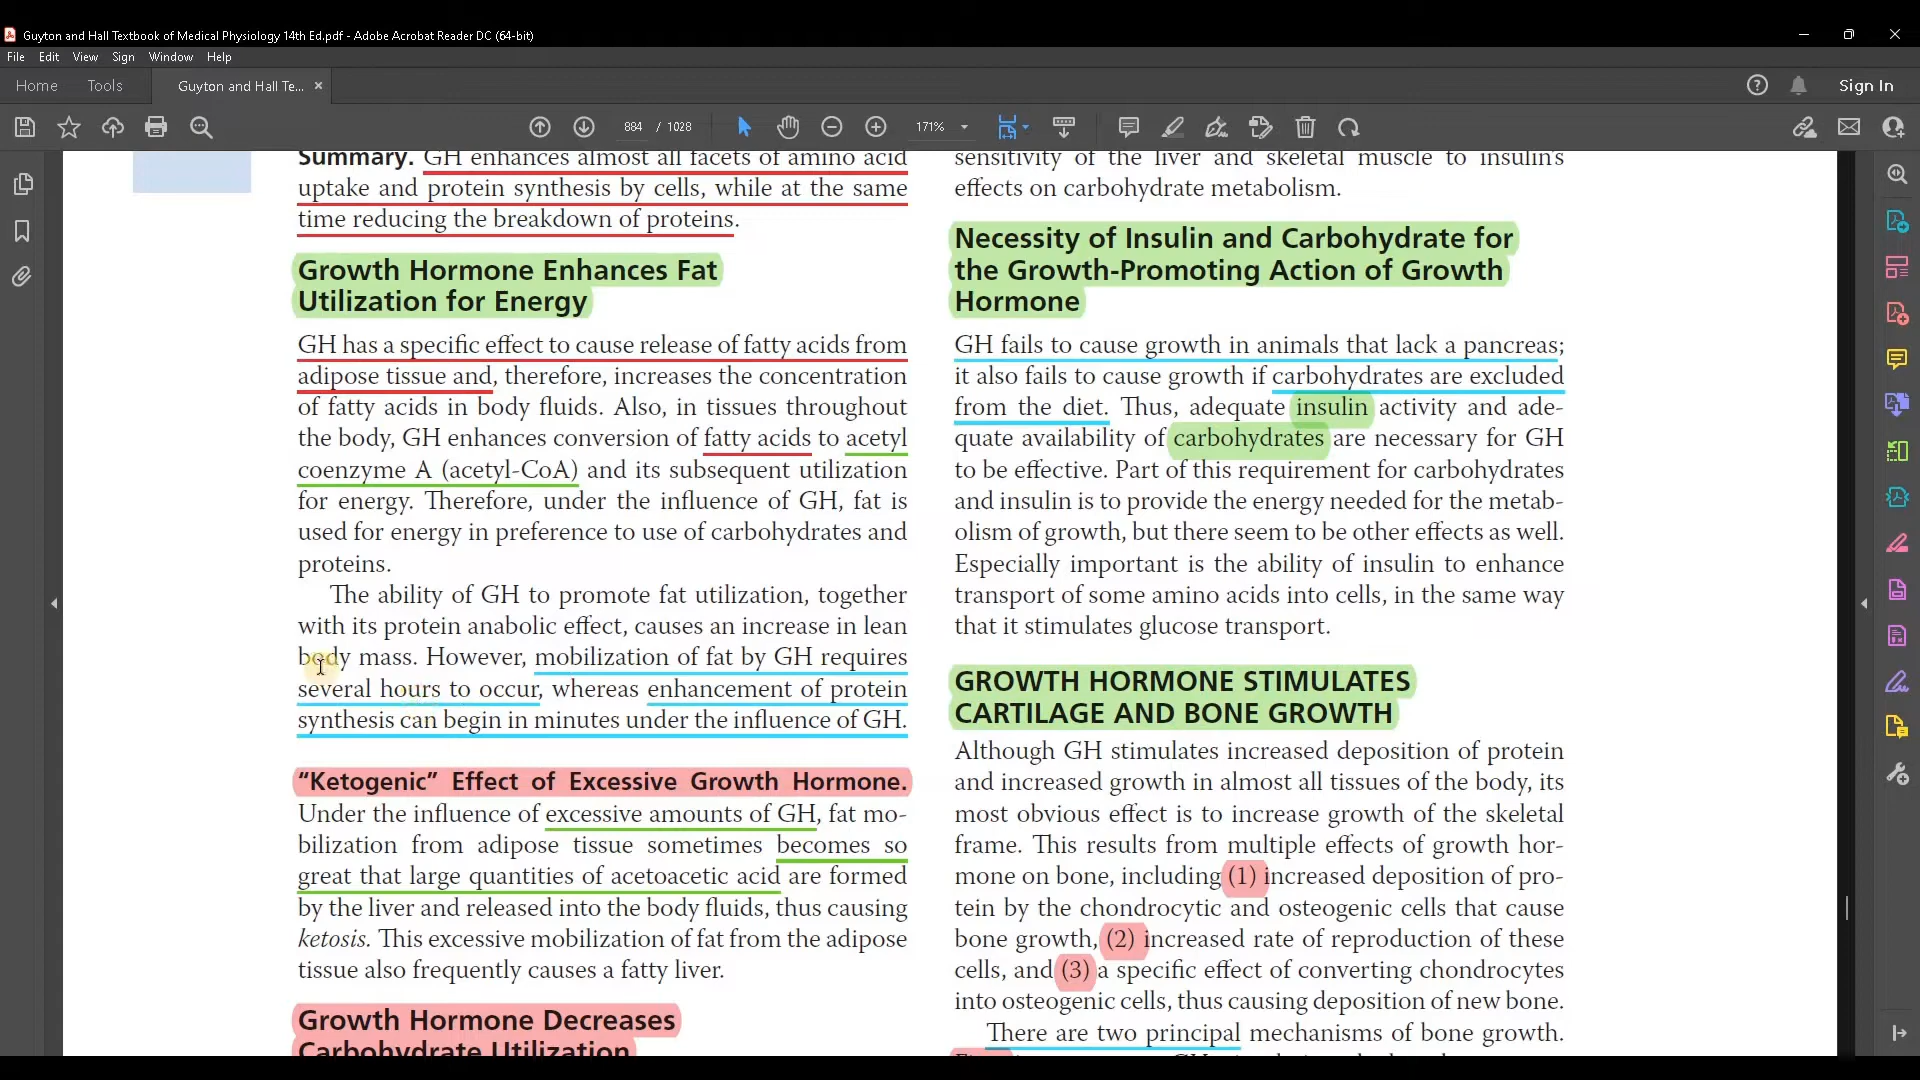 Guyton and Hall Textbook of Medical Physiology 14th Ed.pdf - Adobe Acrobat Reader DC (64-bit)
File Edit View Sign Window Help
Home Tools Guyton and Hall Te... × Sign In
884 / 1028 171%
Summary. GH enhances almost all facets of amino acid
uptake and protein synthesis by cells, while at the same
time reducing the breakdown of proteins.
Growth Hormone Enhances Fat
Utilization for Energy
GH has a specific effect to cause release of fatty acids from
adipose tissue and, therefore, increases the concentration
of fatty acids in body fluids. Also, in tissues throughout
the body, GH enhances conversion of fatty acids to acetyl
coenzyme A (acetyl-CoA) and its subsequent utilization
for energy. Therefore, under the influence of GH, fat is
used for energy in preference to use of carbohydrates and
proteins.
The ability of GH to promote fat utilization, together
with its protein anabolic effect, causes an increase in lean
body mass. However, mobilization of fat by GH requires
several hours to occur, whereas enhancement of protein
synthesis can begin in minutes under the influence of GH.
“Ketogenic” Effect of Excessive Growth Hormone.
Under the influence of excessive amounts of GH, fat mo-
bilization from adipose tissue sometimes becomes so
great that large quantities of acetoacetic acid are formed
by the liver and released into the body fluids, thus causing
ketosis. This excessive mobilization of fat from the adipose
tissue also frequently causes a fatty liver.
Growth Hormone Decreases
Carbohydrate Utilization
sensitivity of the liver and skeletal muscle to insulin’s
effects on carbohydrate metabolism.
Necessity of Insulin and Carbohydrate for
the Growth-Promoting Action of Growth
Hormone
GH fails to cause growth in animals that lack a pancreas;
it also fails to cause growth if carbohydrates are excluded
from the diet. Thus, adequate insulin activity and ade-
quate availability of carbohydrates are necessary for GH
to be effective. Part of this requirement for carbohydrates
and insulin is to provide the energy needed for the metab-
olism of growth, but there seem to be other effects as well.
Especially important is the ability of insulin to enhance
transport of some amino acids into cells, in the same way
that it stimulates glucose transport.
GROWTH HORMONE STIMULATES
CARTILAGE AND BONE GROWTH
Although GH stimulates increased deposition of protein
and increased growth in almost all tissues of the body, its
most obvious effect is to increase growth of the skeletal
frame. This results from multiple effects of growth hor-
mone on bone, including (1) increased deposition of pro-
tein by the chondrocytic and osteogenic cells that cause
bone growth, (2) increased rate of reproduction of these
cells, and (3) a specific effect of converting chondrocytes
into osteogenic cells, thus causing deposition of new bone.
There are two principal mechanisms of bone growth.